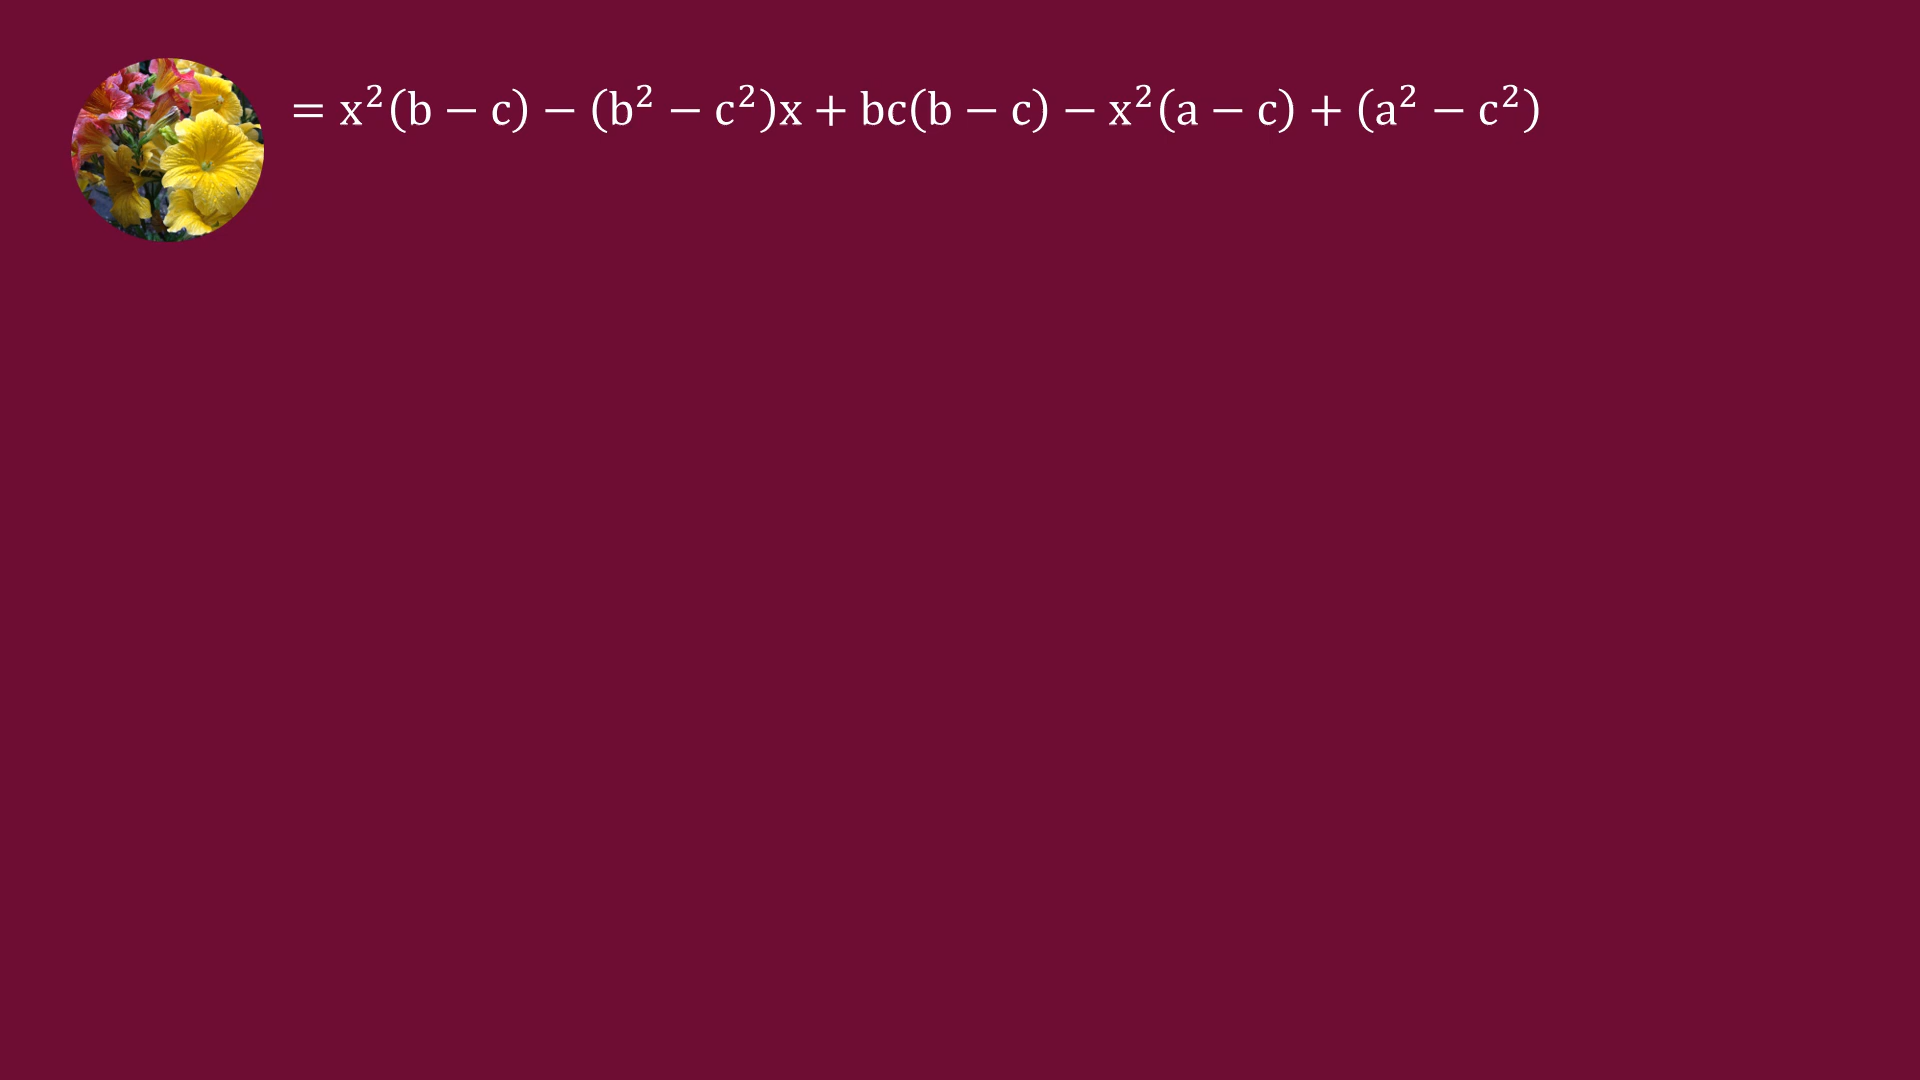 = x²(b − c) − (b² − c²)x + bc(b − c) − x²(a − c) + (a² − c²)